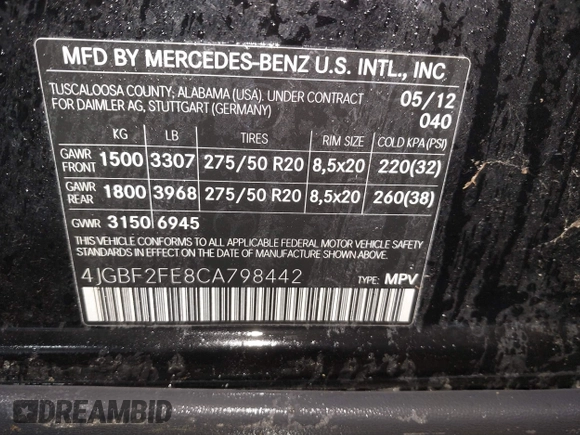 MFD BY MERCEDES-BENZ U.S. INTL., INC
TUSCALOOSA COUNTY, ALABAMA (USA). UNDER CONTRACT 05/12
FOR DAIMLER AG, STUTTGART (GERMANY) 040
KG LB TIRES RIM SIZE COLD KPA(PSI)
GAWR FRONT 1500 3307 275/50 R20 8,5x20 220(32)
GAWR REAR 1800 3968 275/50 R20 8,5x20 260(38)
GVWR 3150 6945
THIS VEHICLE CONFORMS TO ALL APPLICABLE FEDERAL MOTOR VEHICLE SAFETY
STANDARDS IN EFFECT ON THE DATE OF MANUFACTURE SHOWN ABOVE.
4JGBF2FE8CA798442
TYPE: MPV
DREAMBID